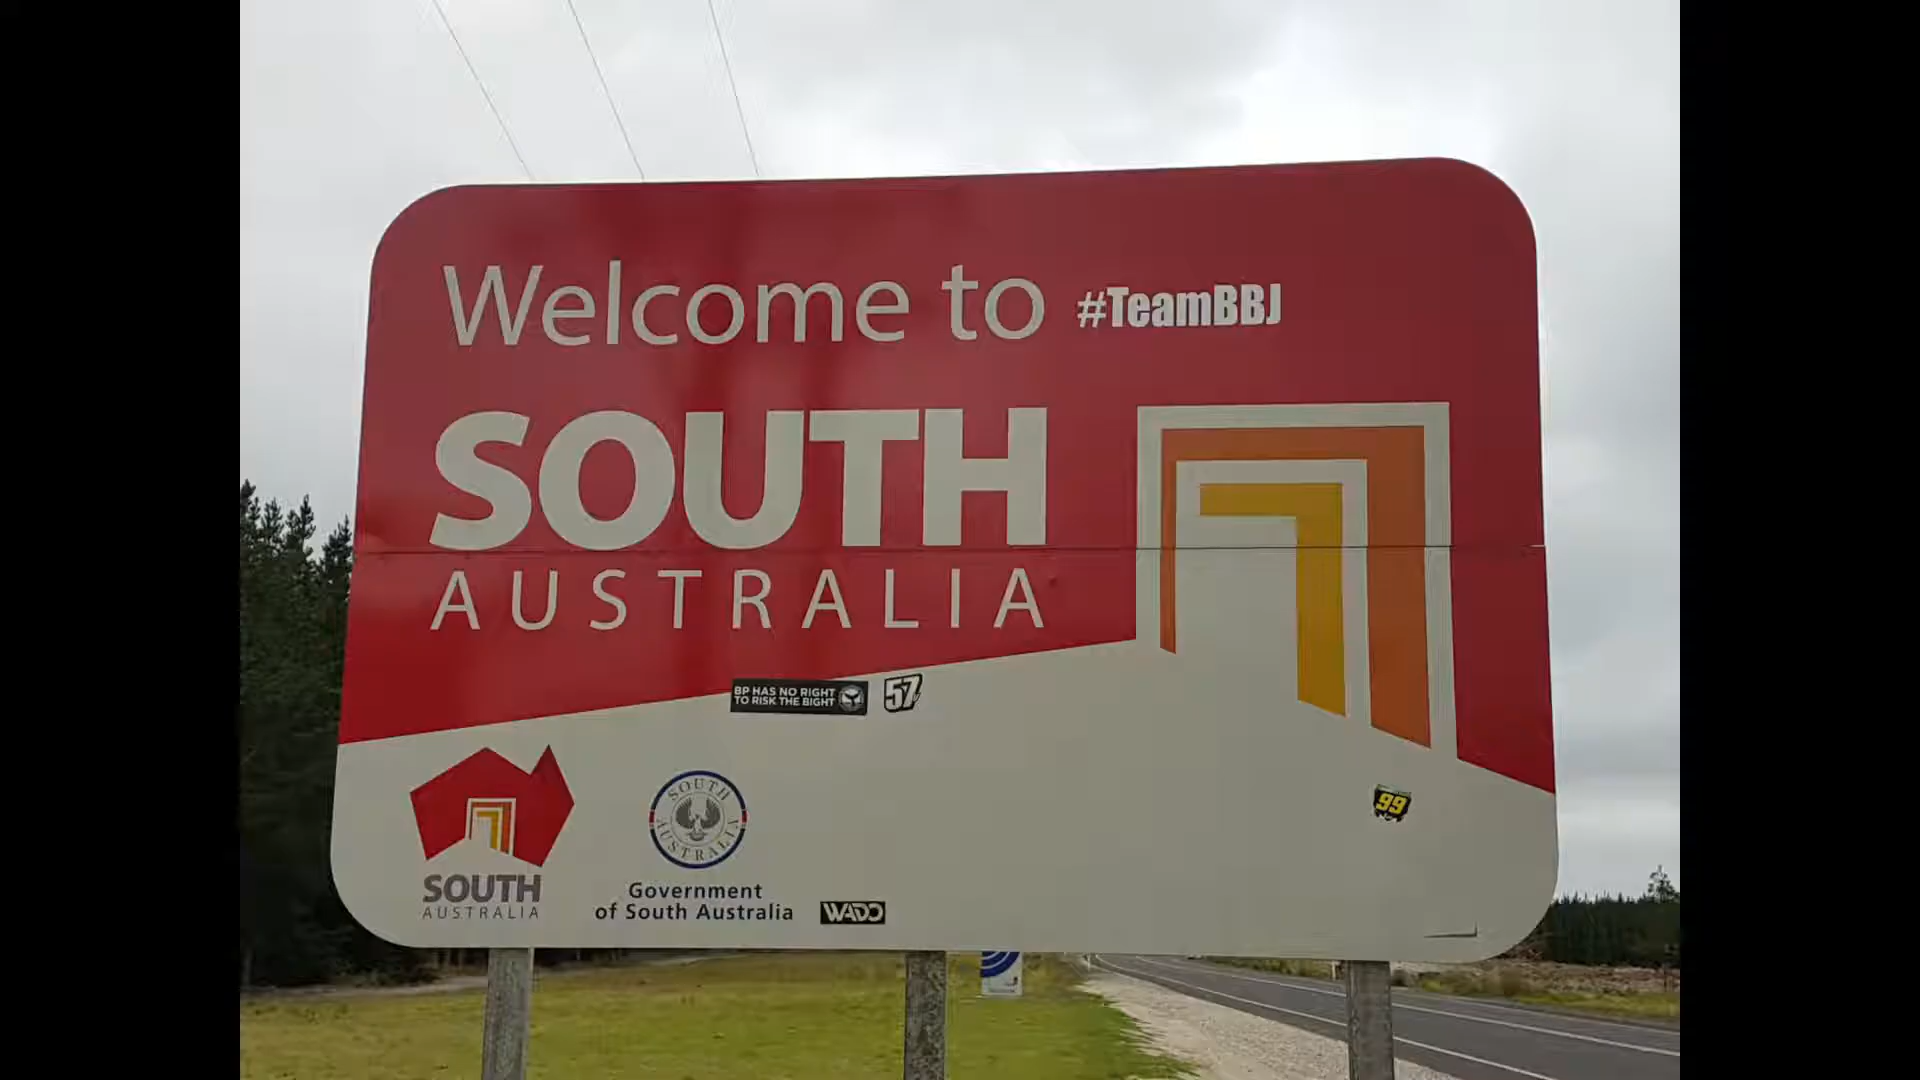 Welcome to #TeamBBJ
SOUTH
AUSTRALIA
BP HAS NO RIGHT
TO RISK THE BIGHT
57
99
SOUTH
AUSTRALIA
SOUTH
AUSTRALIA
Government
of South Australia
WADO